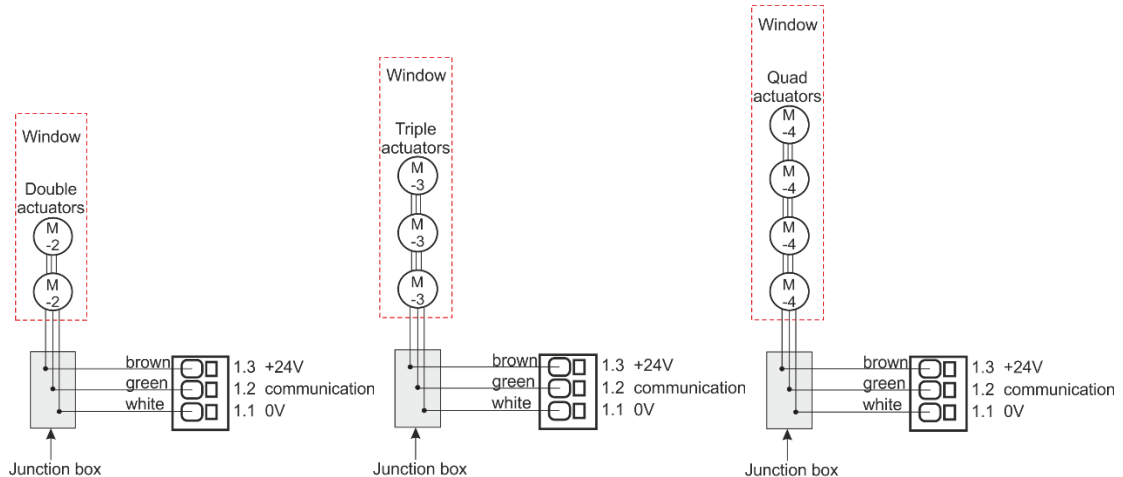 Window
Double
actuators
M
-2
M
-2
brown
1.3 +24V
green
1.2 communication
white
1.1 0V
Junction box
Window
Triple
actuators
M
-3
M
-3
M
-3
brown
1.3 +24V
green
1.2 communication
white
1.1 0V
Junction box
Window
Quad
actuators
M
-4
M
-4
M
-4
M
-4
brown
1.3 +24V
green
1.2 communication
white
1.1 0V
Junction box